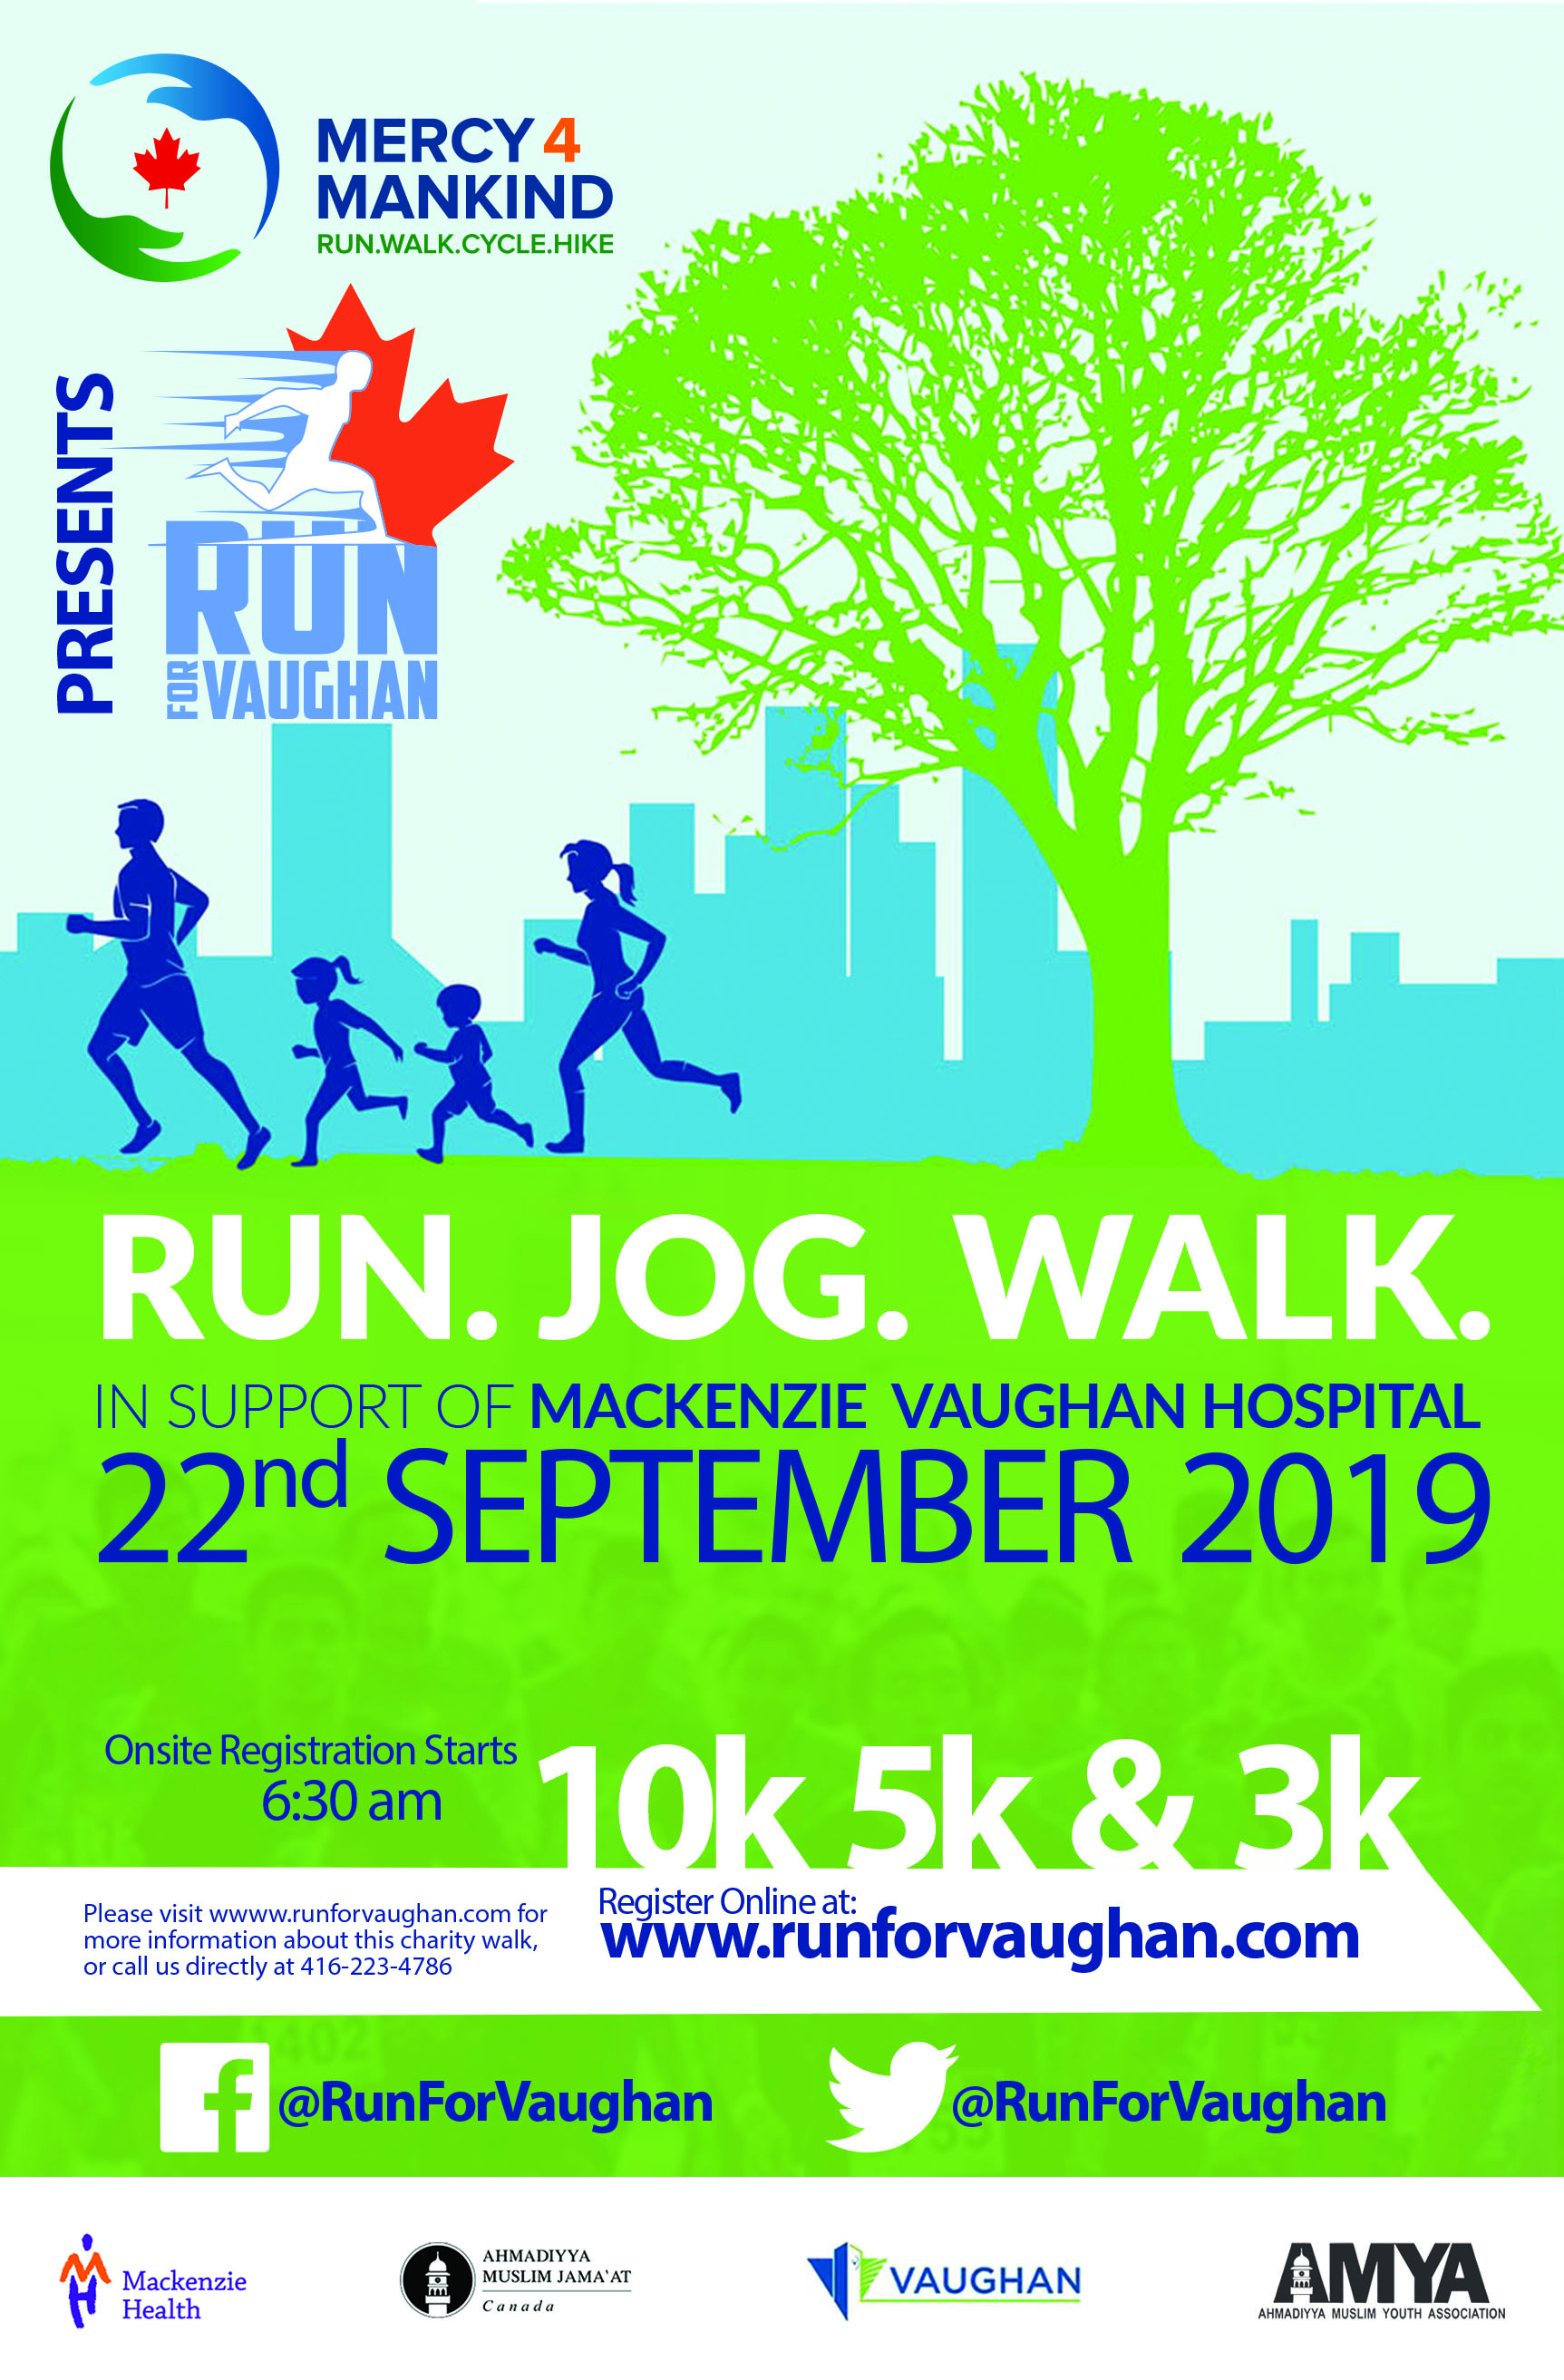 MERCY 4
MANKIND
RUN.WALK.CYCLE.HIKE
PRESENTS
RUN
FOR VAUGHAN
RUN. JOG. WALK.
IN SUPPORT OF MACKENZIE VAUGHAN HOSPITAL
22nd SEPTEMBER 2019
Onsite Registration Starts
6:30 am
10k 5k & 3k
Please visit wwww.runforvaughan.com for
more information about this charity walk,
or call us directly at 416-223-4786
Register Online at:
www.runforvaughan.com
402
@RunForVaughan
@RunForVaughan
Mackenzie
Health
AHMADIYYA
MUSLIM JAMA'AT
Canada
VAUGHAN
AMYA
AHMADIYYA MUSLIM YOUTH ASSOCIATION